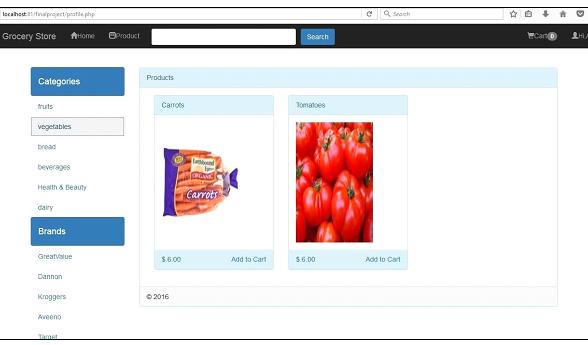 localhost:81/finalproject/profile.php
Search
Grocery Store
Home
Product
Search
Cart 0
Hi,
Categories
fruits
vegetables
bread
beverages
Health & Beauty
dairy
Brands
GreatValue
Dannon
Kroggers
Aveeno
Target
Products
Carrots
Earthbound Farm
ORGANIC
Carrots
$.6.00
Add to Cart
Tomatoes
$.6.00
Add to Cart
© 2016